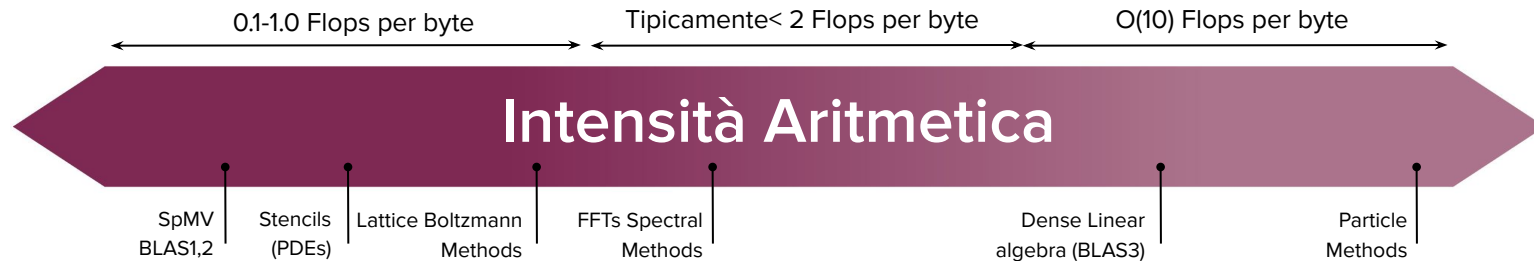 0.1-1.0 Flops per byte
Tipicamente< 2 Flops per byte
O(10) Flops per byte
Intensità Aritmetica
SpMV
BLAS1,2
Stencils
(PDEs)
Lattice Boltzmann
Methods
FFTs Spectral
Methods
Dense Linear
algebra (BLAS3)
Particle
Methods